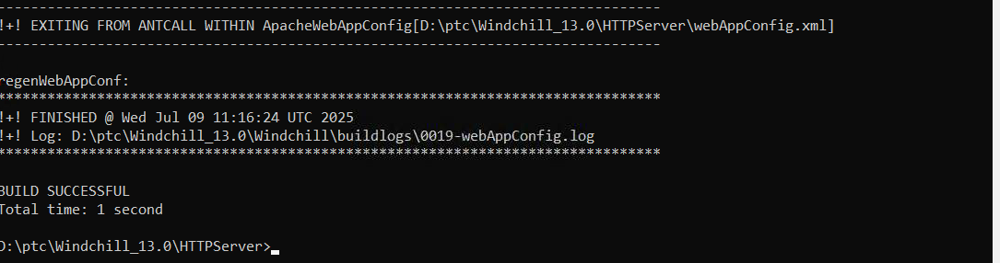 --------------------------------------------------------------------------------
!+! EXITING FROM ANTCALL WITHIN ApacheWebAppConfig[D:\ptc\Windchill_13.0\HTTPServer\webAppConfig.xml]
--------------------------------------------------------------------------------
regenWebAppConf:
********************************************************************************
!+! FINISHED @ Wed Jul 09 11:16:24 UTC 2025
!+! Log: D:\ptc\Windchill_13.0\Windchill\buildlogs\0019-webAppConfig.log
********************************************************************************
BUILD SUCCESSFUL
Total time: 1 second
D:\ptc\Windchill_13.0\HTTPServer>